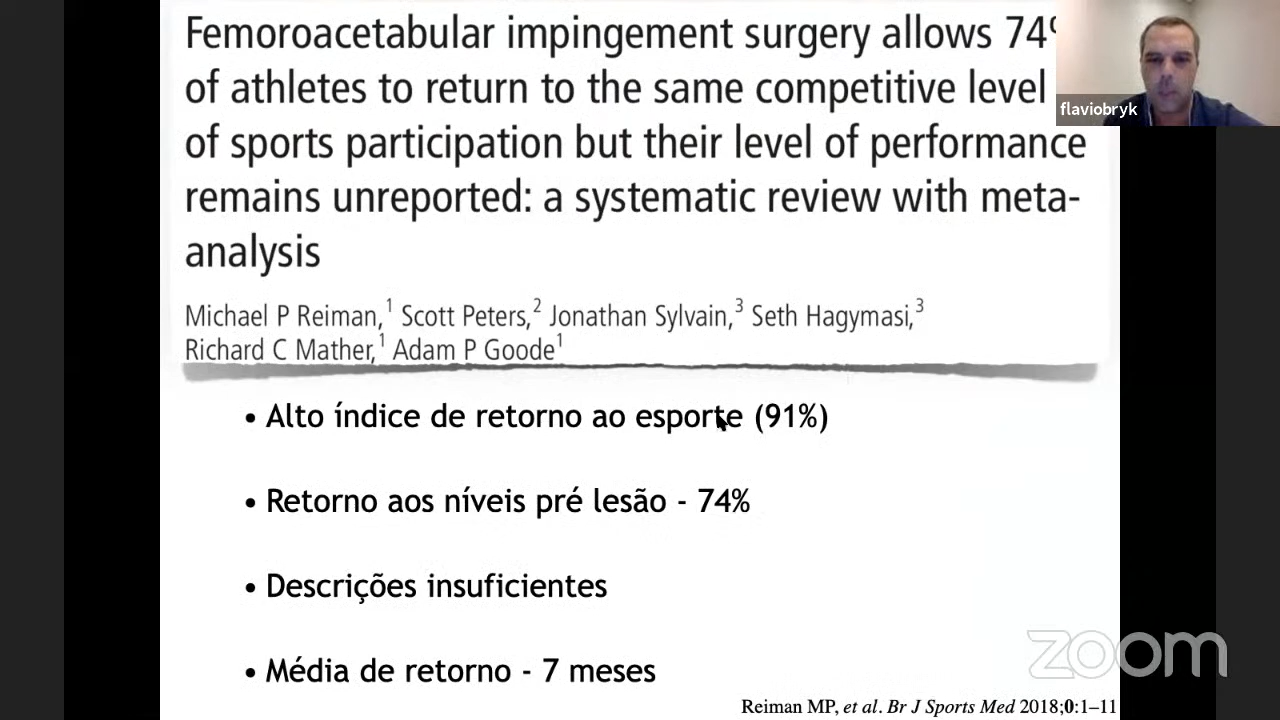 Femoroacetabular impingement surgery allows 74%
of athletes to return to the same competitive level
of sports participation but their level of performance
remains unreported: a systematic review with meta-
analysis
Michael P Reiman,¹ Scott Peters,² Jonathan Sylvain,³ Seth Hagymasi,³
Richard C Mather,¹ Adam P Goode¹
flaviobryk
• Alto índice de retorno ao esporte (91%)
• Retorno aos níveis pré lesão - 74%
• Descrições insuficientes
• Média de retorno - 7 meses
zoom
Reiman MP, et al. Br J Sports Med 2018;0:1–11